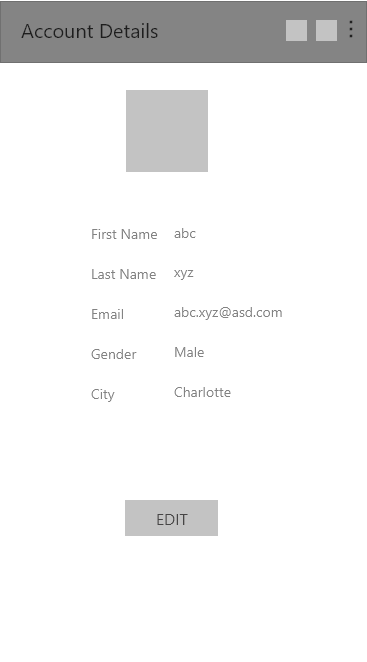 Account Details
First Name abc
Last Name xyz
Email abc.xyz@asd.com
Gender Male
City Charlotte
EDIT